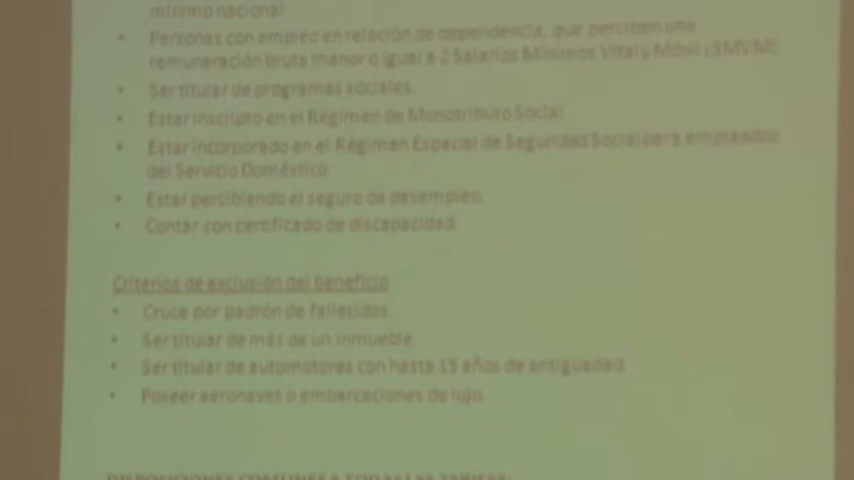 mínimo nacional
• Personas con empleo en relación de dependencia, que perciben una
remuneración bruta menor o igual a 2 Salarios Mínimos Vital y Móvil (SMVM).
• Ser titular de programas sociales.
• Estar inscripto en el Régimen de Monotributo Social.
• Estar incorporado en el Régimen Especial de Seguridad Social para empleados
del Servicio Doméstico
• Estar percibiendo el seguro de desempleo.
• Contar con certificado de discapacidad.
Criterios de exclusión del beneficio
• Cruce por padrón de fallecidos.
• Ser titular de más de un inmueble.
• Ser titular de automotores con hasta 15 años de antigüedad.
• Poseer aeronaves o embarcaciones de lujo.
DISPOSICIONES COMUNES A TODAS LAS TARIFAS: